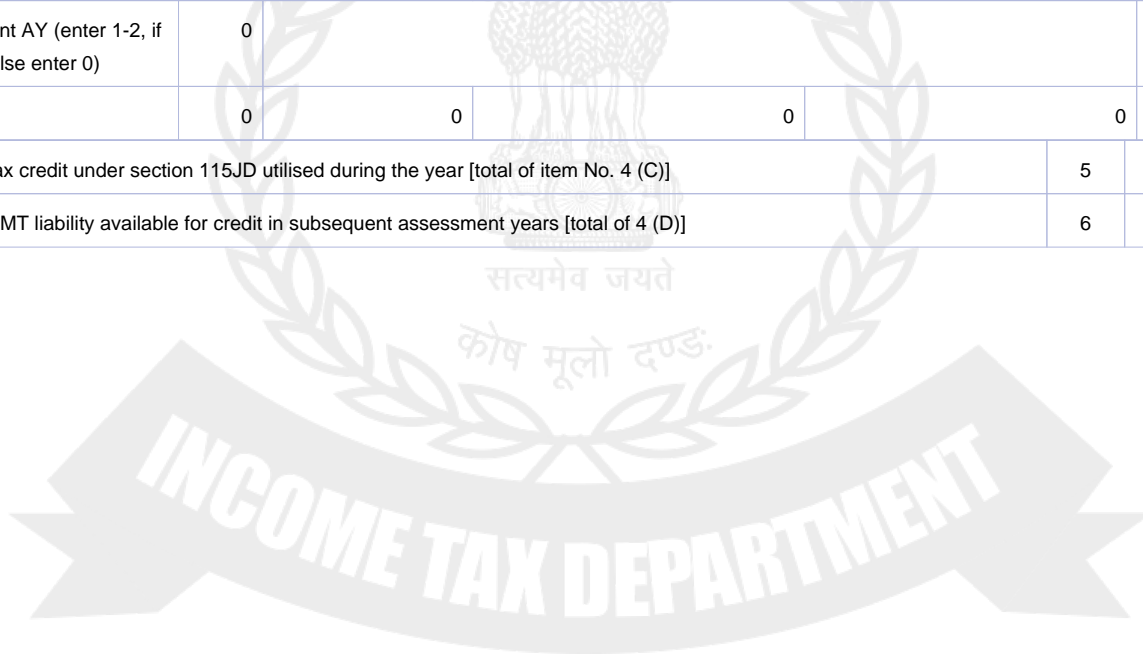 nt AY (enter 1-2, if 0
lse enter 0)
0 0 0 0
ax credit under section 115JD utilised during the year [total of item No. 4 (C)] 5
MT liability available for credit in subsequent assessment years [total of 4 (D)] 6
सत्यमेव जयते
कोष मूलो दण्डः
INCOME TAX DEPARTMENT